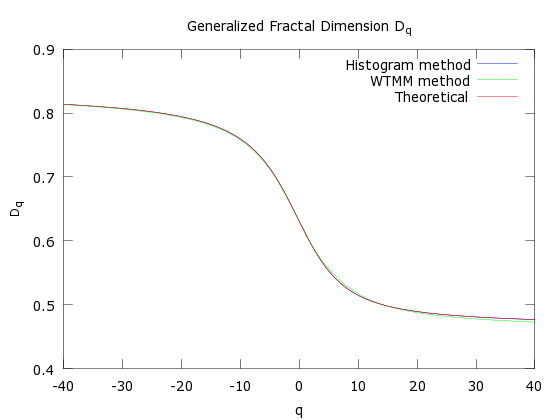 Generalized Fractal Dimension Dq
0.9
Histogram method
WTMM method
Theoretical
0.8
0.7
Dq
0.6
0.5
0.4
-40 -30 -20 -10 0 10 20 30 40
q